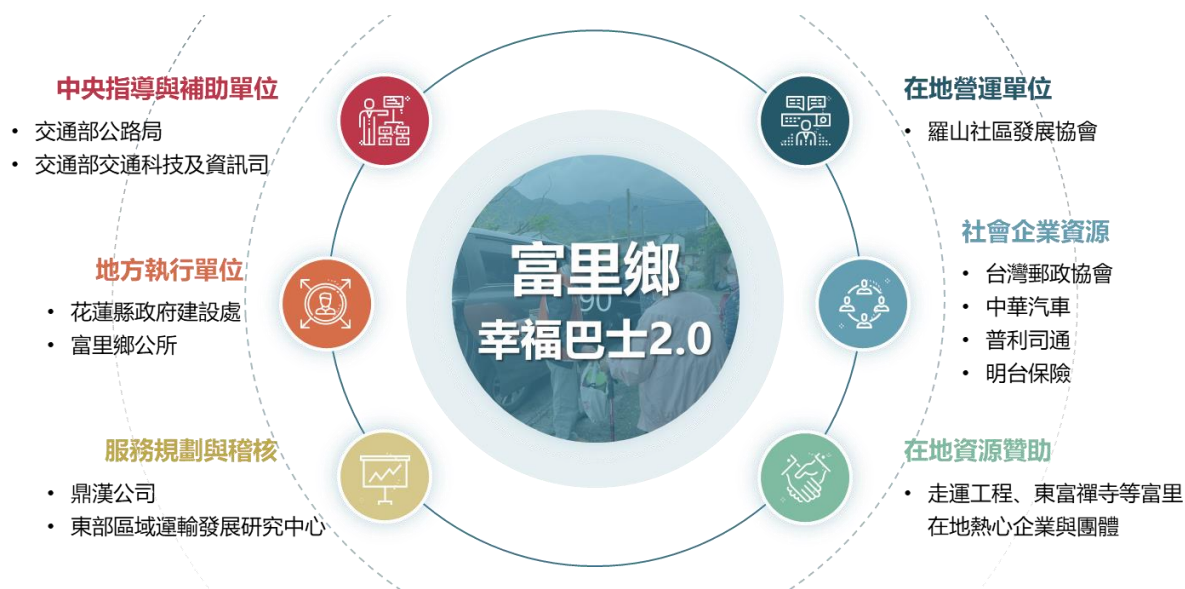 中央指導與補助單位
• 交通部公路局
• 交通部交通科技及資訊司
地方執行單位
• 花蓮縣政府建設處
• 富里鄉公所
服務規劃與稽核
• 鼎漢公司
• 東部區域運輸發展研究中心
富里鄉
90
幸福巴士2.0
在地營運單位
• 羅山社區發展協會
社會企業資源
• 台灣郵政協會
• 中華汽車
• 普利司通
• 明台保險
在地資源贊助
• 走運工程、東富禪寺等富里
在地熱心企業與團體